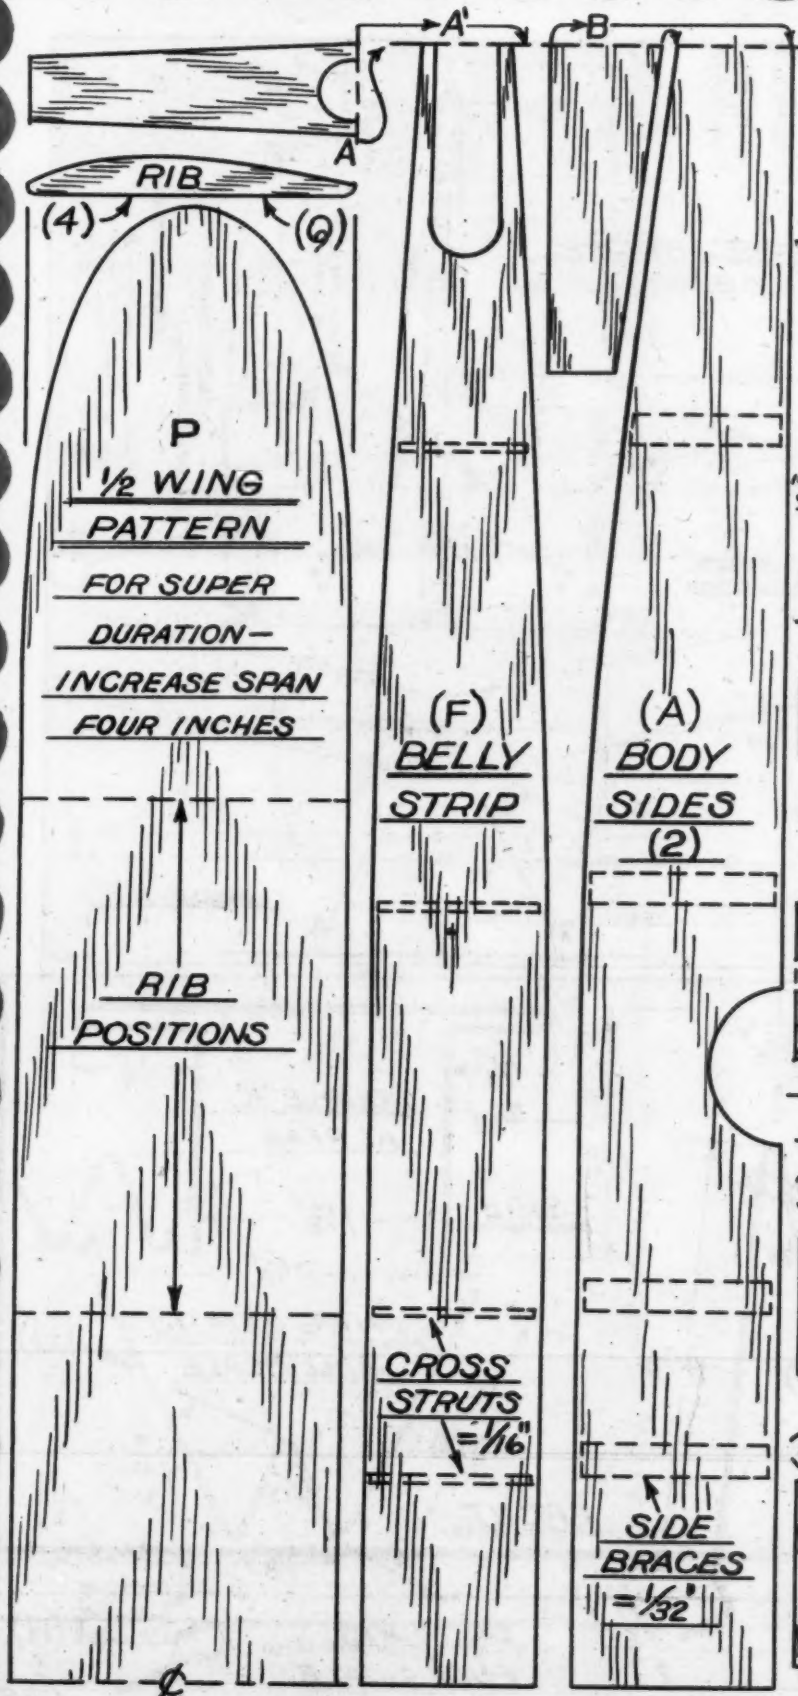 A'
B
A
RIB
(4)
(Q)
P
1/2 WING
PATTERN
FOR SUPER
DURATION—
INCREASE SPAN
FOUR INCHES
RIB
POSITIONS
℄
(F)
BELLY
STRIP
CROSS
STRUTS
=1/16"
(A)
BODY
SIDES
(2)
SIDE
BRACES
=1/32"